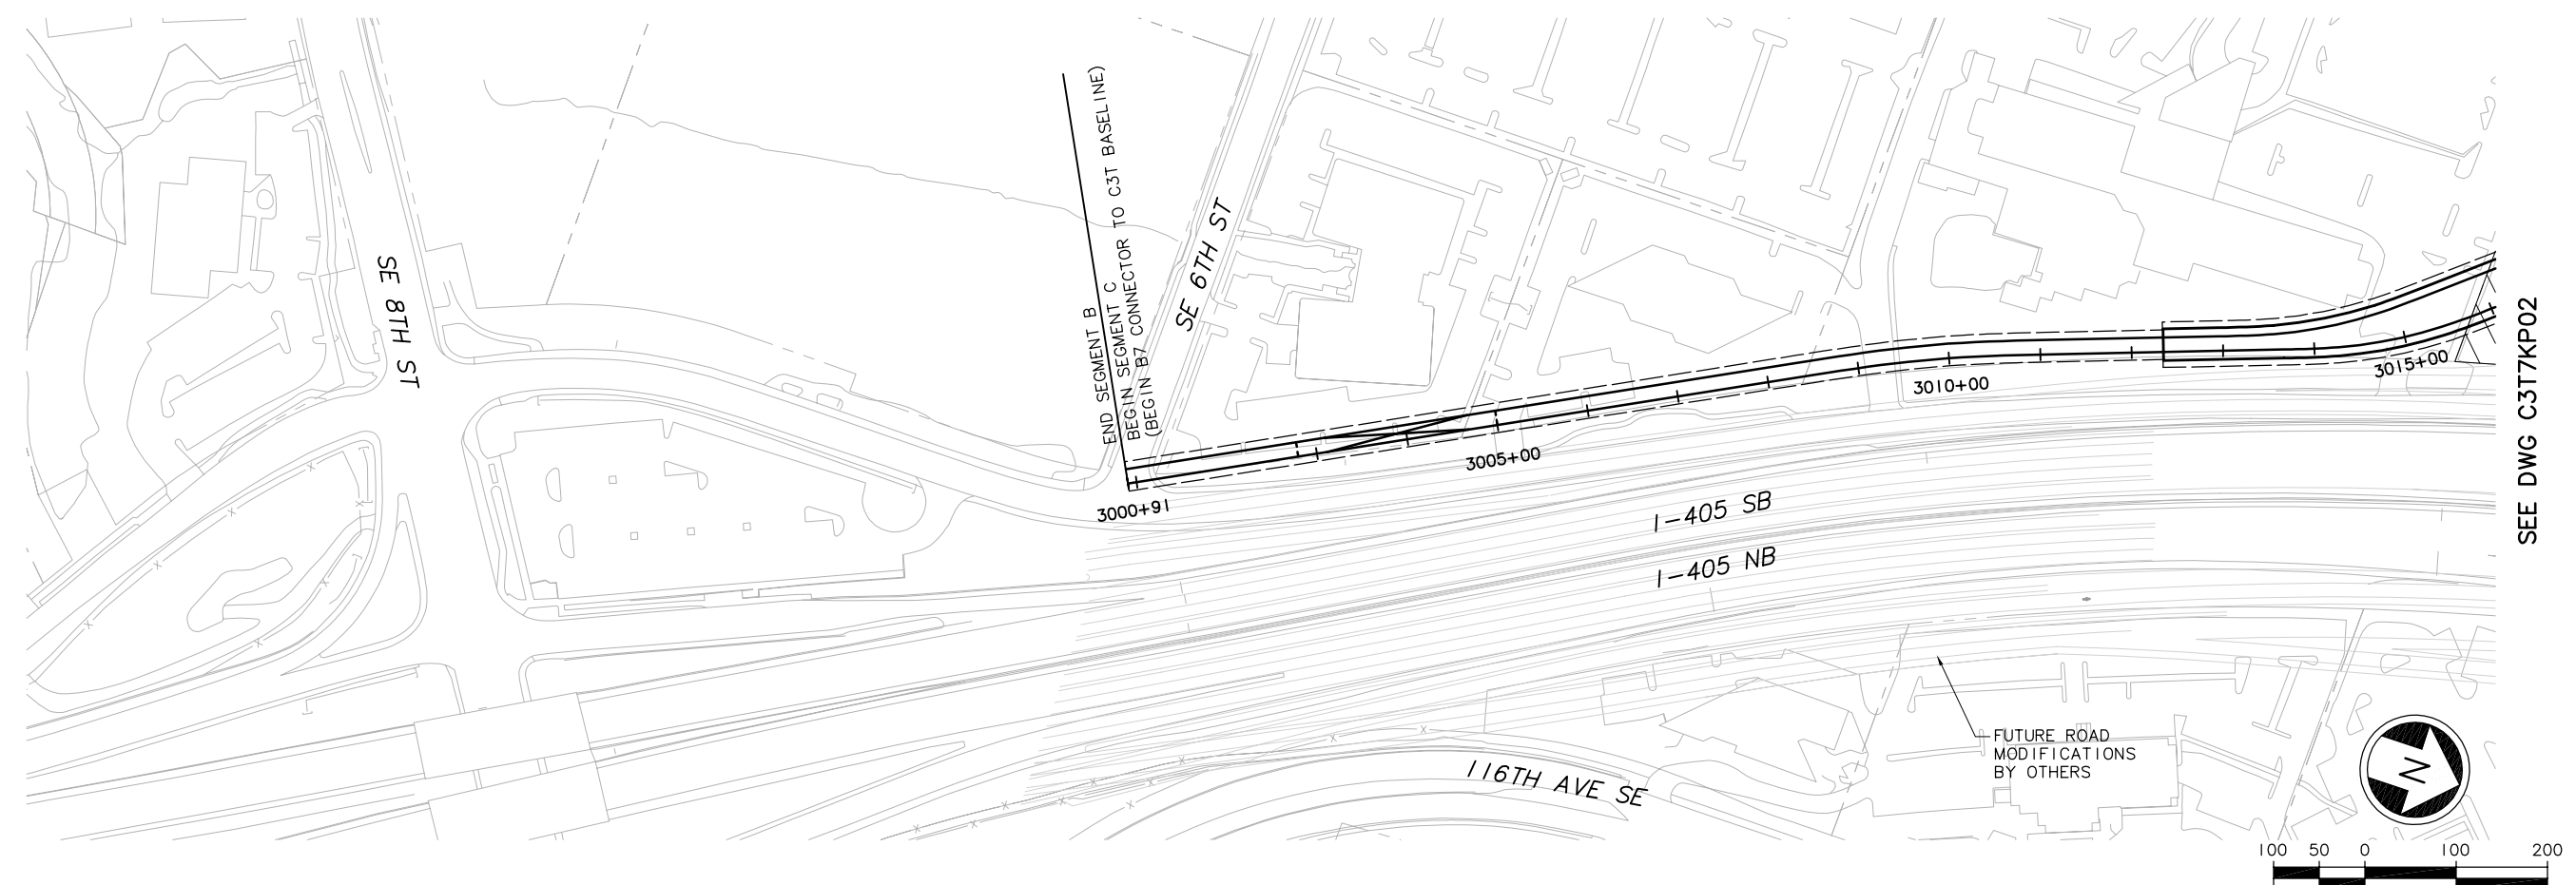 SE 8TH ST
END SEGMENT B
BEGIN SEGMENT C
(BEGIN B7 CONNECTOR TO C3T BASELINE)
SE 6TH ST
3000+91
3005+00
3010+00
3015+00
I-405 SB
I-405 NB
116TH AVE SE
FUTURE ROAD
MODIFICATIONS
BY OTHERS
SEE DWG C3T7KP02
N
100 50 0 100 200